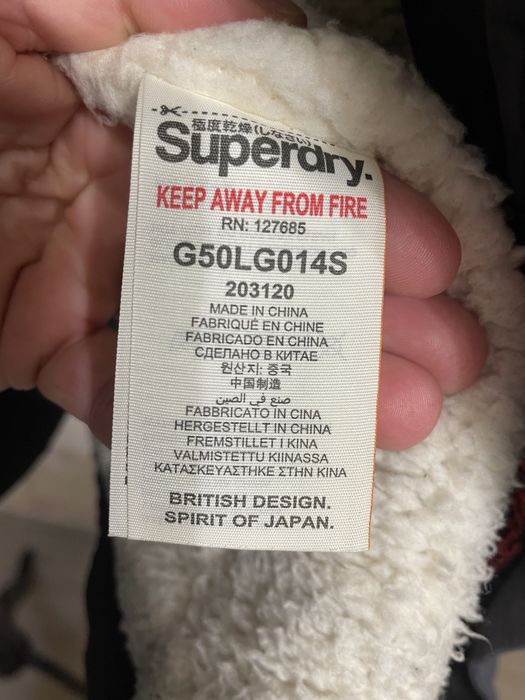 極度乾燥(しなさい)
Superdry.
KEEP AWAY FROM FIRE
RN: 127685
G50LG014S
203120
MADE IN CHINA
FABRIQUÉ EN CHINE
FABRICADO EN CHINA
СДЕЛАНО В КИТАЕ
원산지: 중국
中国制造
صنع في الصين
FABBRICATO IN CINA
HERGESTELLT IN CHINA
FREMSTILLET I KINA
VALMISTETTU KIINASSA
ΚΑΤΑΣΚΕΥΑΣΤΗΚΕ ΣΤΗΝ ΚΙΝΑ
BRITISH DESIGN.
SPIRIT OF JAPAN.